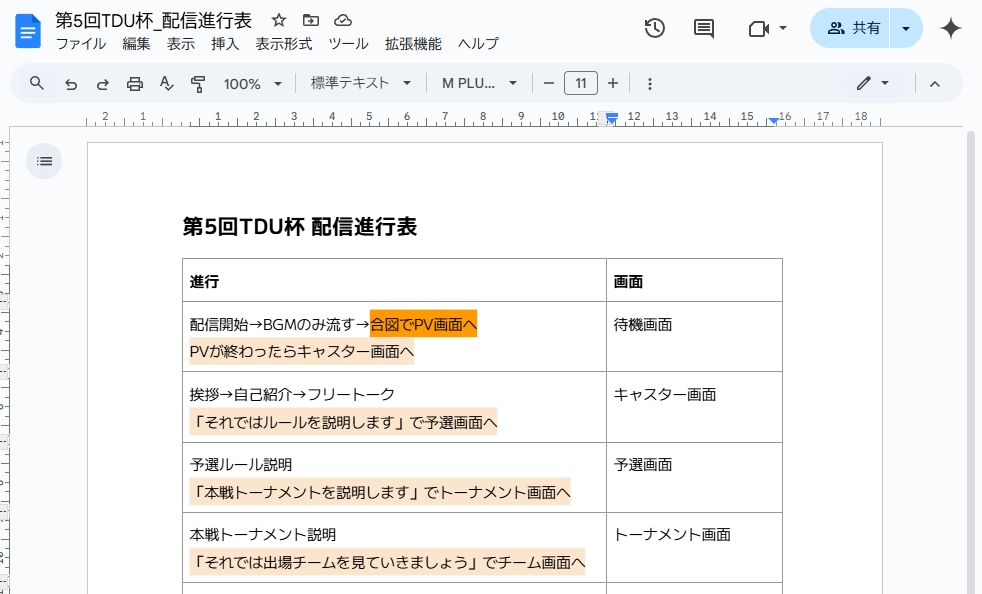 第5回TDU杯_配信進行表
ファイル 編集 表示 挿入 表示形式 ツール 拡張機能 ヘルプ
共有
100% 標準テキスト M PLU... 11
2 1 1 2 3 4 5 6 7 8 9 10 12 13 14 15 16 17 18
第5回TDU杯 配信進行表
進行 画面
配信開始→BGMのみ流す→合図でPV画面へ 待機画面
PVが終わったらキャスター画面へ
挨拶→自己紹介→フリートーク キャスター画面
「それではルールを説明します」で予選画面へ
予選ルール説明 予選画面
「本戦トーナメントを説明します」でトーナメント画面へ
本戦トーナメント説明 トーナメント画面
「それでは出場チームを見ていきましょう」でチーム画面へ